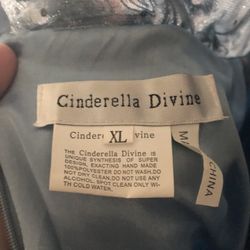 Cinderella Divine
Cinder XL vine
THE Cinderella Divine IS
UNIQUE SYNTHESIS OF SUPER
DESIGN, EXACTING HAND MADE
100%POLYESTER DO NOT WASH.DO
NOT DRY CLEAN.DO NOT USE AN
ALCOHOL. SPOT CLEAN ONLY WI-
TH COLD WATER.
CHINA